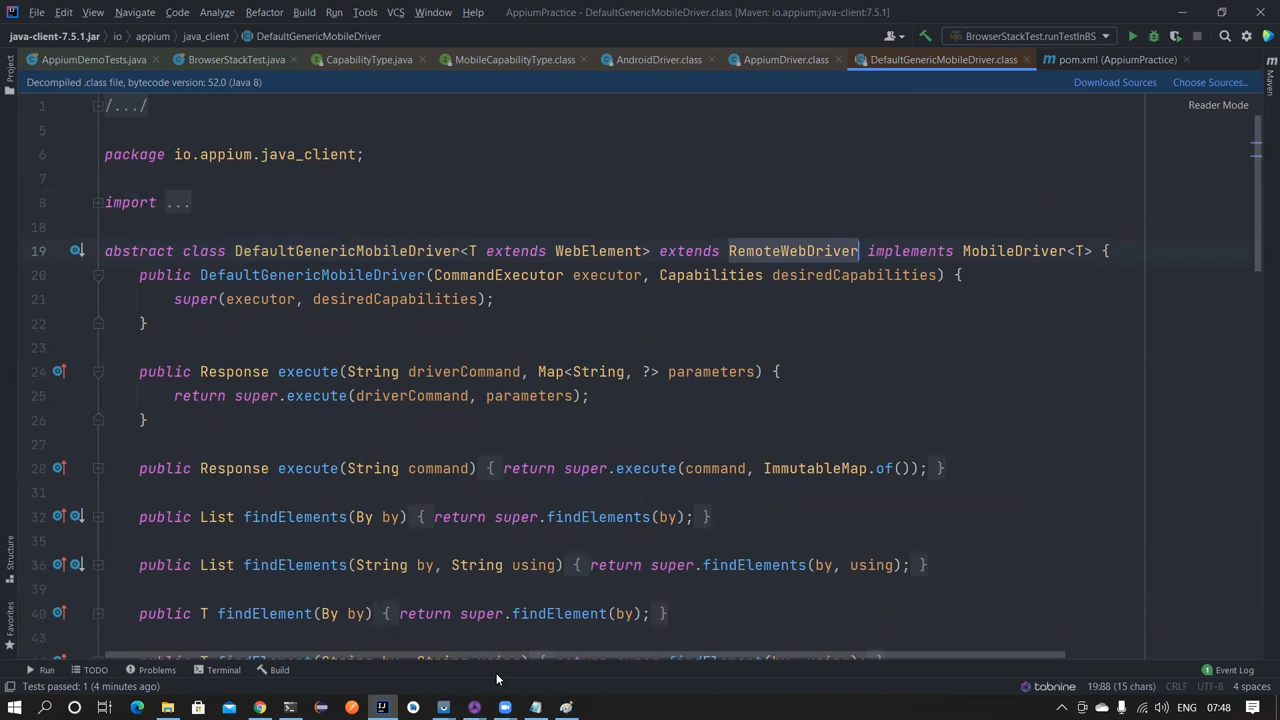 File Edit View Navigate Code Analyze Refactor Build Run Tools VCS Window Help AppiumPractice - DefaultGenericMobileDriver.class [Maven: io.appium:java-client:7.5.1]
java-client-7.5.1.jar io appium java_client DefaultGenericMobileDriver BrowserStackTest.runTestInBS
AppiumDemoTests.java BrowserStackTest.java CapabilityType.java MobileCapabilityType.class AndroidDriver.class AppiumDriver.class DefaultGenericMobileDriver.class pom.xml (AppiumPractice)
Project
Maven
Decompiled .class file, bytecode version: 52.0 (Java 8) Download Sources Choose Sources...
Reader Mode
1 /.../
5
6 package io.appium.java_client;
7
8 import ...
18
19 abstract class DefaultGenericMobileDriver<T extends WebElement> extends RemoteWebDriver implements MobileDriver<T> {
20 public DefaultGenericMobileDriver(CommandExecutor executor, Capabilities desiredCapabilities) {
21 super(executor, desiredCapabilities);
22 }
23
24 public Response execute(String driverCommand, Map<String, ?> parameters) {
25 return super.execute(driverCommand, parameters);
26 }
27
28 public Response execute(String command) { return super.execute(command, ImmutableMap.of()); }
31
32 public List findElements(By by) { return super.findElements(by); }
35
36 public List findElements(String by, String using) { return super.findElements(by, using); }
39
40 public T findElement(By by) { return super.findElement(by); }
43
Structure
Favorites
Run TODO Problems Terminal Build Event Log
Tests passed: 1 (4 minutes ago) tabnine 19:88 (15 chars) CRLF UTF-8 4 spaces
ENG 07:48